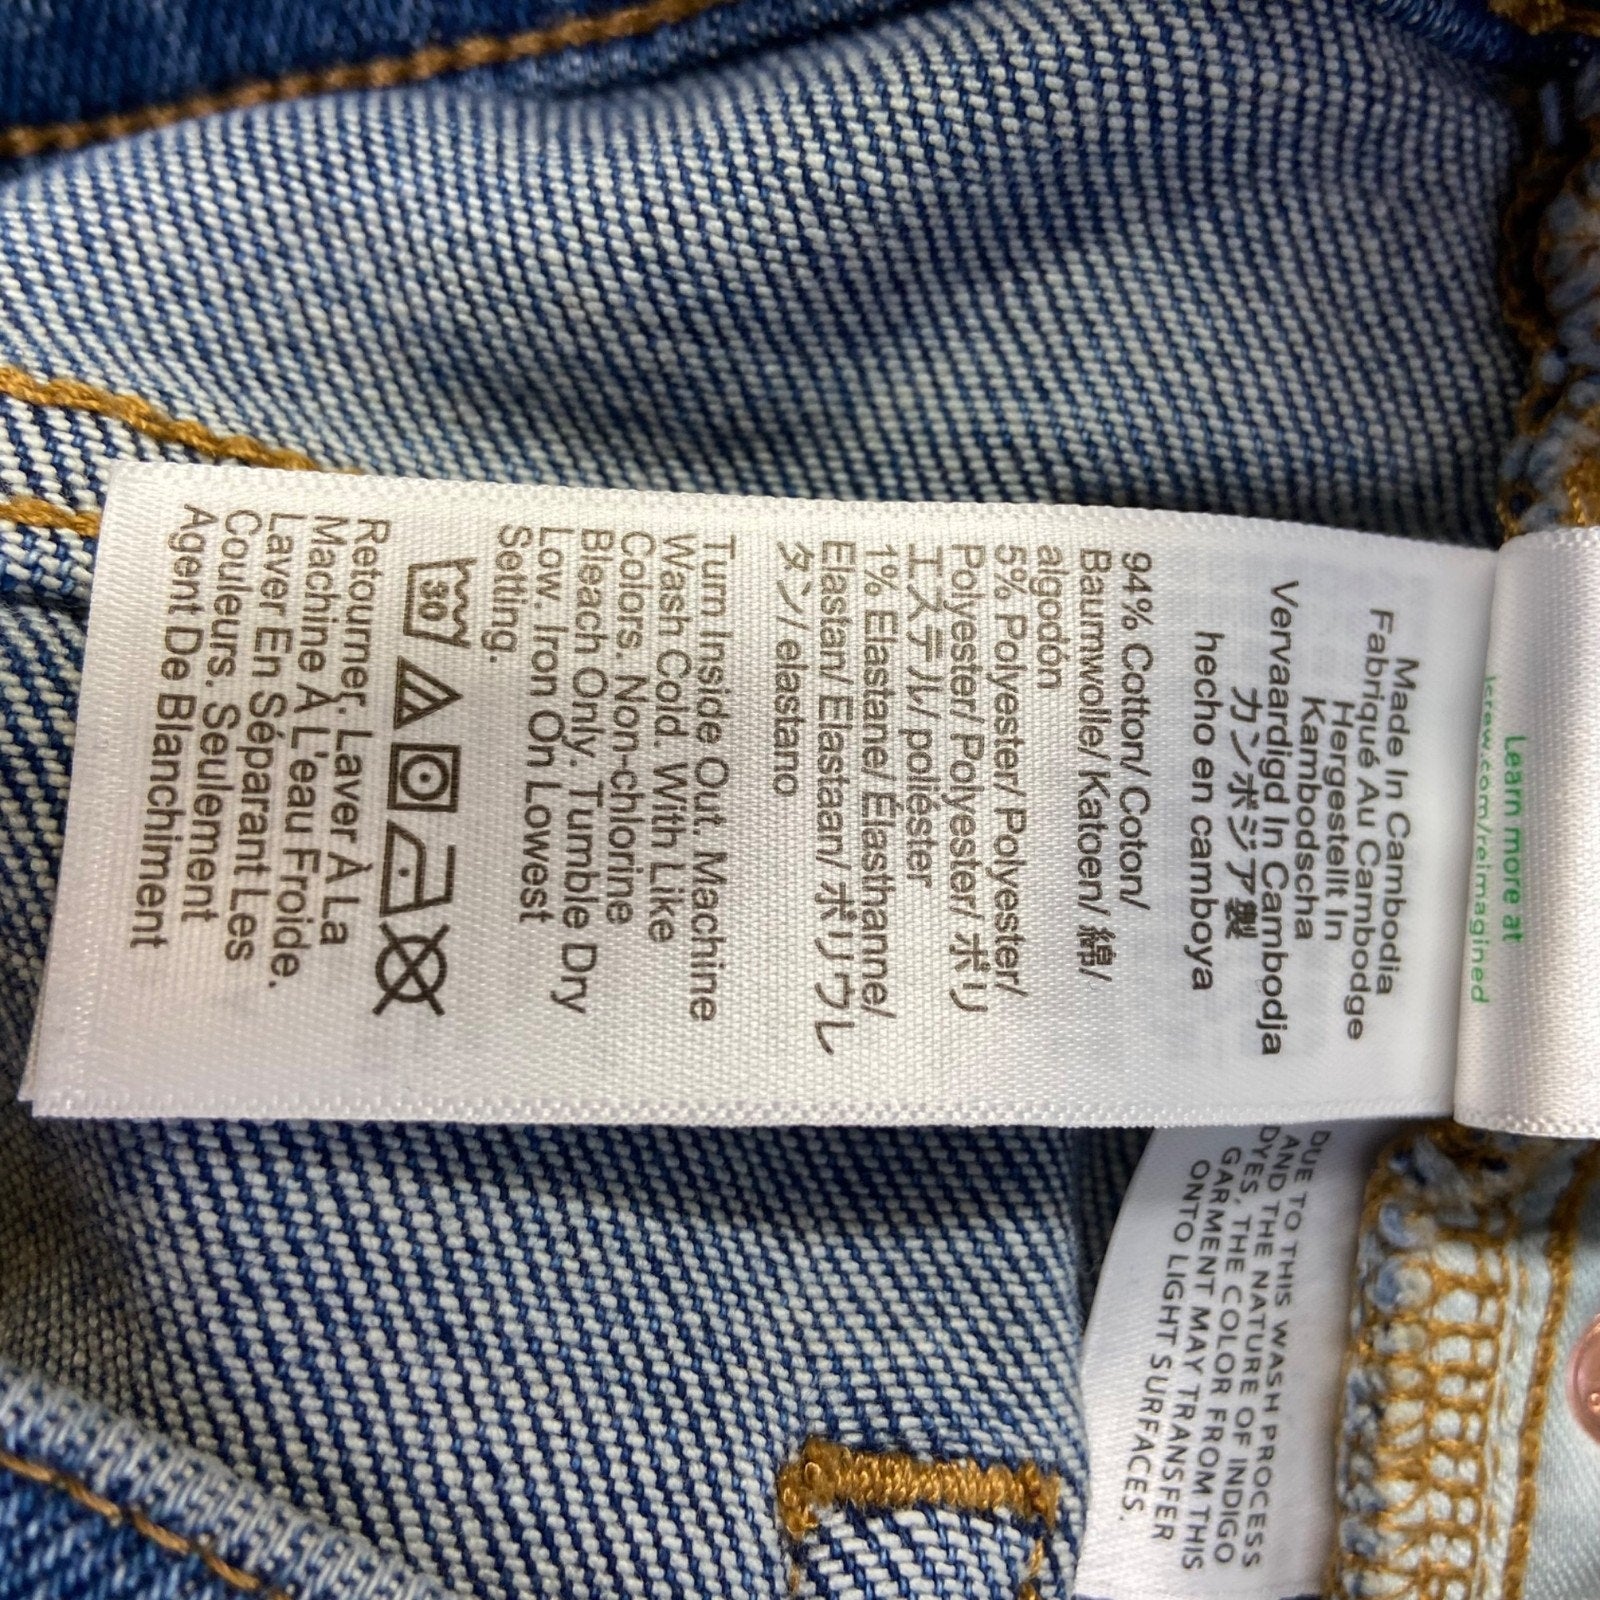 Learn more at
jcrew.com/reimagined
Made In Cambodia
Fabriqué Au Cambodge
Hergestellt In
Kambodscha
Vervaardigd In Cambodja
カンボジア製
hecho en camboya
94% Cotton/ Coton/
Baumwolle/ Katoen/ 綿/
algodón
5% Polyester/ Polyester/
Polyester/ Polyester/ ポリ
エステル/ poliéster
1% Elastane/ Élasthanne/
Elastan/ Elastaan/ ポリウレ
タン/ elastano
Turn Inside Out. Machine
Wash Cold. With Like
Colors. Non-chlorine
Bleach Only. Tumble Dry
Low. Iron On Lowest
Setting.
30
Retourner. Laver À La
Machine À L'eau Froide.
Laver En Séparant Les
Couleurs. Seulement
Agent De Blanchiment
DUE TO THIS WASH PROCESS
AND THE NATURE OF INDIGO
DYES, THE COLOR FROM THIS
GARMENT MAY TRANSFER
ONTO LIGHT SURFACES.